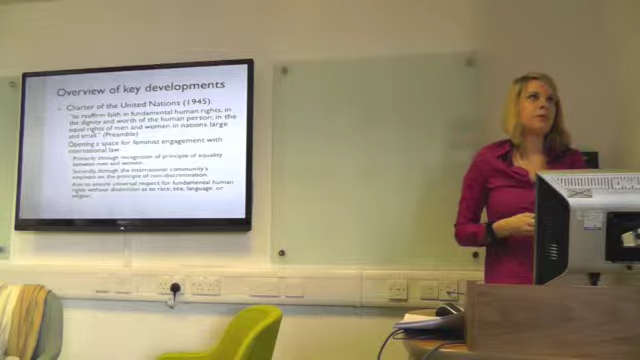 Overview of key developments
Charter of the United Nations (1945):
"to reaffirm faith in fundamental human rights, in
the dignity and worth of the human person, in the
equal rights of men and women in nations large
and small." (Preamble)
Opening a space for feminist engagement with
international law
Primarily through recognition of principle of equality
between men and women.
Secondly through the international community's
emphasis on the principle of non-discrimination.
Aim to ensure universal respect for fundamental human
rights without distinction as to race, sex, language, or
religion.